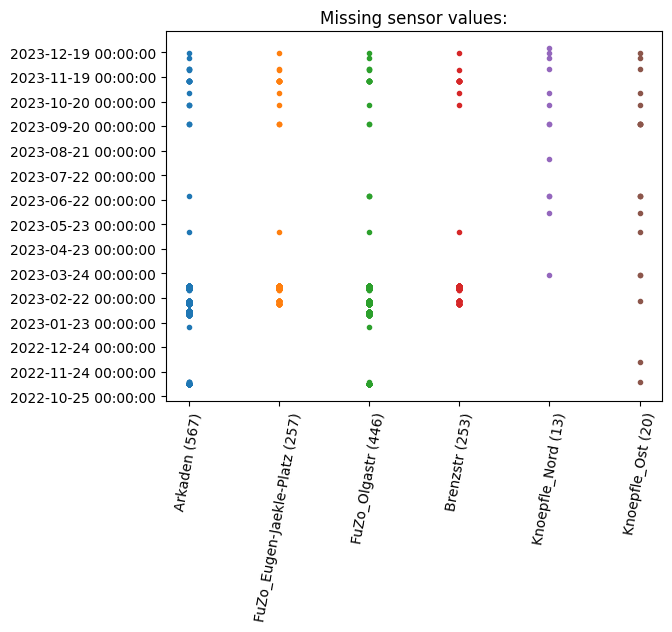 Missing sensor values:
2023-12-19 00:00:00
2023-11-19 00:00:00
2023-10-20 00:00:00
2023-09-20 00:00:00
2023-08-21 00:00:00
2023-07-22 00:00:00
2023-06-22 00:00:00
2023-05-23 00:00:00
2023-04-23 00:00:00
2023-03-24 00:00:00
2023-02-22 00:00:00
2023-01-23 00:00:00
2022-12-24 00:00:00
2022-11-24 00:00:00
2022-10-25 00:00:00
Arkaden (567)
FuZo_Eugen-Jaekle-Platz (257)
FuZo_Olgastr (446)
Brenzstr (253)
Knoepfle_Nord (13)
Knoepfle_Ost (20)